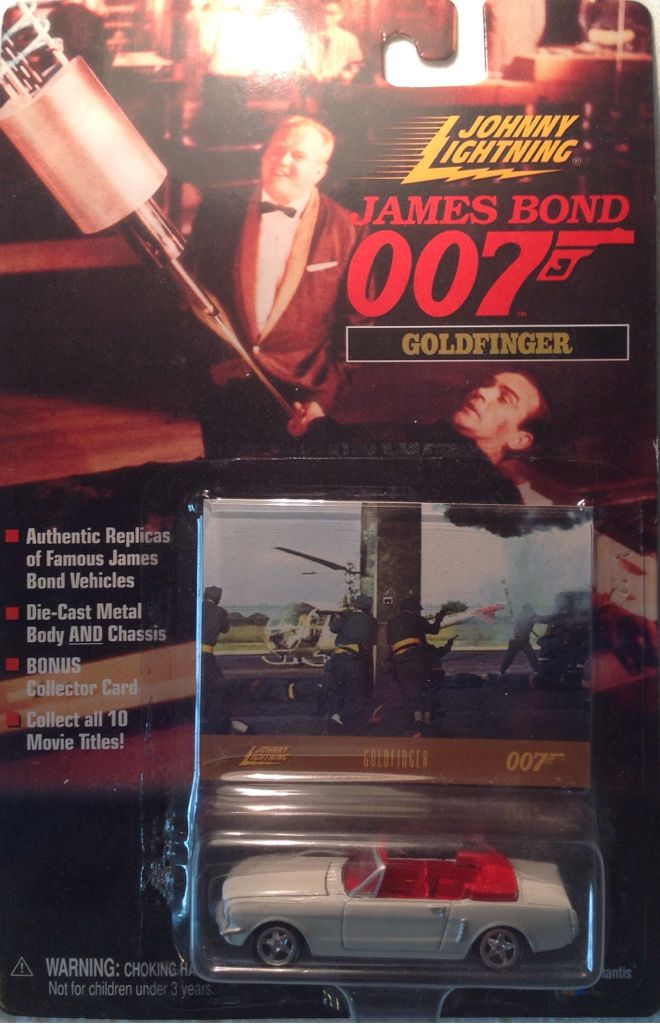 JOHNNY
LIGHTNING
JAMES BOND
007
GOLDFINGER
Authentic Replicas
of Famous James
Bond Vehicles
Die-Cast Metal
Body AND Chassis
BONUS
Collector Card
Collect all 10
Movie Titles!
JOHNNY
LIGHTNING
GOLDFINGER
007
WARNING: CHOKING HA
Not for children under 3 years.
lantis